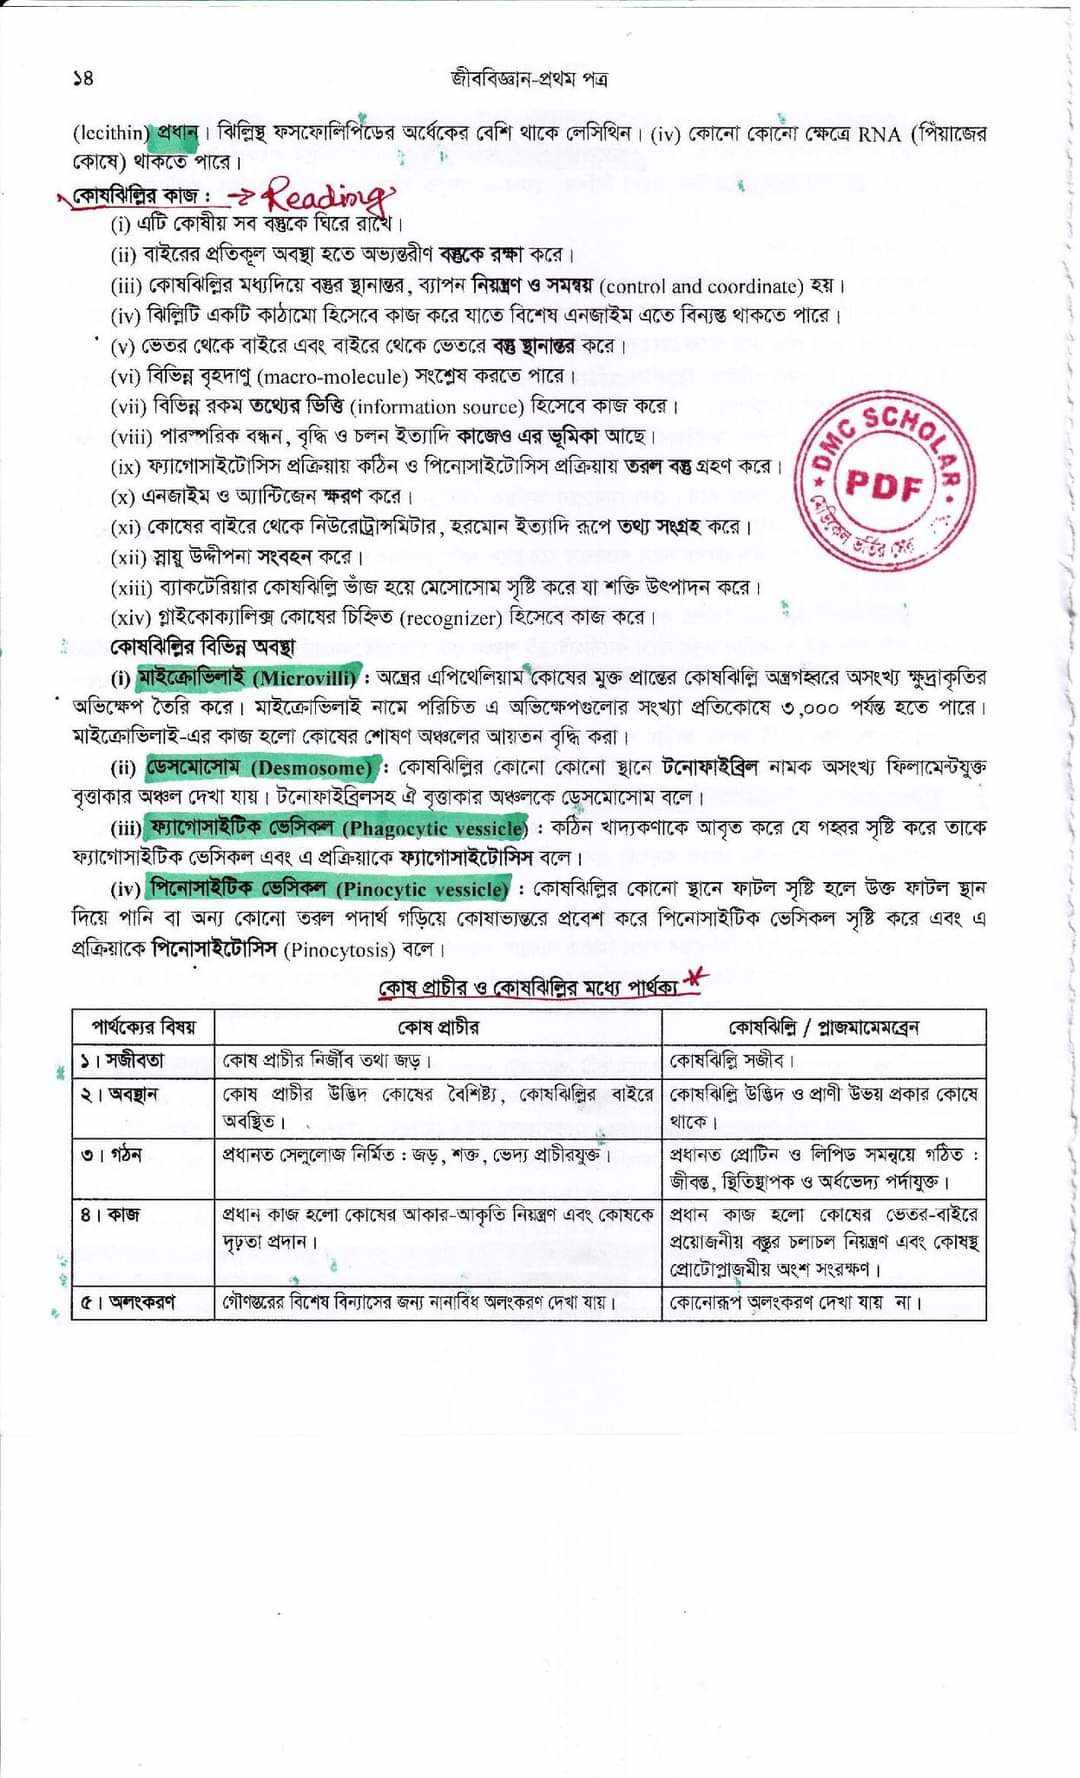 ১৪
জীববিজ্ঞান-প্রথম পত্র
(lecithin) প্রধান। ঝিল্লিস্থ ফসফোলিপিডের অর্ধেকের বেশি থাকে লেসিথিন। (iv) কোনো কোনো ক্ষেত্রে RNA (পিঁয়াজের
কোষে) থাকতে পারে।
কোষঝিল্লির কাজ : → Reading
(i) এটি কোষীয় সব বস্তুকে ঘিরে রাখে।
(ii) বাইরের প্রতিকূল অবস্থা হতে অভ্যন্তরীণ বস্তুকে রক্ষা করে।
(iii) কোষঝিল্লির মধ্যদিয়ে বস্তুর স্থানান্তর, ব্যাপন নিয়ন্ত্রণ ও সমন্বয় (control and coordinate) হয়।
(iv) ঝিল্লিটি একটি কাঠামো হিসেবে কাজ করে যাতে বিশেষ এনজাইম এতে বিন্যস্ত থাকতে পারে।
(v) ভেতর থেকে বাইরে এবং বাইরে থেকে ভেতরে বস্তু স্থানান্তর করে।
(vi) বিভিন্ন বৃহদাণু (macro-molecule) সংশ্লেষ করতে পারে।
(vii) বিভিন্ন রকম তথ্যের ভিত্তি (information source) হিসেবে কাজ করে।
(viii) পারস্পরিক বন্ধন, বৃদ্ধি ও চলন ইত্যাদি কাজেও এর ভূমিকা আছে।
(ix) ফ্যাগোসাইটোসিস প্রক্রিয়ায় কঠিন ও পিনোসাইটোসিস প্রক্রিয়ায় তরল বস্তু গ্রহণ করে।
(x) এনজাইম ও অ্যান্টিজেন ক্ষরণ করে।
(xi) কোষের বাইরে থেকে নিউরোট্রান্সমিটার, হরমোন ইত্যাদি রূপে তথ্য সংগ্রহ করে।
(xii) স্নায়ু উদ্দীপনা সংবহন করে।
(xiii) ব্যাকটেরিয়ার কোষঝিল্লি ভাঁজ হয়ে মেসোসোম সৃষ্টি করে যা শক্তি উৎপাদন করে।
(xiv) গ্লাইকোক্যালিক্স কোষের চিহ্নিত (recognizer) হিসেবে কাজ করে।
DMC SCHOLAR
PDF
মেডিকেল ভর্তির
কোষঝিল্লির বিভিন্ন অবস্থা
(i) মাইক্রোভিলাই (Microvilli) : অন্ত্রের এপিথেলিয়াম কোষের মুক্ত প্রান্তের কোষঝিল্লি অন্ত্রগহ্বরে অসংখ্য ক্ষুদ্রাকৃতির
অভিক্ষেপ তৈরি করে। মাইক্রোভিলাই নামে পরিচিত এ অভিক্ষেপগুলোর সংখ্যা প্রতিকোষে ৩,০০০ পর্যন্ত হতে পারে।
মাইক্রোভিলাই-এর কাজ হলো কোষের শোষণ অঞ্চলের আয়তন বৃদ্ধি করা।
(ii) ডেসমোসোম (Desmosome) : কোষঝিল্লির কোনো কোনো স্থানে টনোফাইব্রিল নামক অসংখ্য ফিলামেন্টযুক্ত
বৃত্তাকার অঞ্চল দেখা যায়। টনোফাইব্রিলসহ ঐ বৃত্তাকার অঞ্চলকে ডেসমোসোম বলে।
(iii) ফ্যাগোসাইটিক ভেসিকল (Phagocytic vessicle) : কঠিন খাদ্যকণাকে আবৃত করে যে গহ্বর সৃষ্টি করে তাকে
ফ্যাগোসাইটিক ভেসিকল এবং এ প্রক্রিয়াকে ফ্যাগোসাইটোসিস বলে।
(iv) পিনোসাইটিক ভেসিকল (Pinocytic vessicle) : কোষঝিল্লির কোনো স্থানে ফাটল সৃষ্টি হলে উক্ত ফাটল স্থান
দিয়ে পানি বা অন্য কোনো তরল পদার্থ গড়িয়ে কোষাভ্যন্তরে প্রবেশ করে পিনোসাইটিক ভেসিকল সৃষ্টি করে এবং এ
প্রক্রিয়াকে পিনোসাইটোসিস (Pinocytosis) বলে।
কোষ প্রাচীর ও কোষঝিল্লির মধ্যে পার্থক্য *
পার্থক্যের বিষয় কোষ প্রাচীর কোষঝিল্লি / প্লাজমামেমব্রেন
১। সজীবতা কোষ প্রাচীর নির্জীব তথা জড়। কোষঝিল্লি সজীব।
২। অবস্থান কোষ প্রাচীর উদ্ভিদ কোষের বৈশিষ্ট্য, কোষঝিল্লির বাইরে কোষঝিল্লি উদ্ভিদ ও প্রাণী উভয় প্রকার কোষে
অবস্থিত। থাকে।
৩। গঠন প্রধানত সেলুলোজ নির্মিত : জড়, শক্ত, ভেদ্য প্রাচীরযুক্ত। প্রধানত প্রোটিন ও লিপিড সমন্বয়ে গঠিত :
জীবন্ত, স্থিতিস্থাপক ও অর্ধভেদ্য পর্দাযুক্ত।
৪। কাজ প্রধান কাজ হলো কোষের আকার-আকৃতি নিয়ন্ত্রণ এবং কোষকে প্রধান কাজ হলো কোষের ভেতর-বাইরে
দৃঢ়তা প্রদান। প্রয়োজনীয় বস্তুর চলাচল নিয়ন্ত্রণ এবং কোষস্থ
প্রোটোপ্লাজমীয় অংশ সংরক্ষণ।
৫। অলংকরণ গৌণস্তরের বিশেষ বিন্যাসের জন্য নানাবিধ অলংকরণ দেখা যায়। কোনোরূপ অলংকরণ দেখা যায় না।